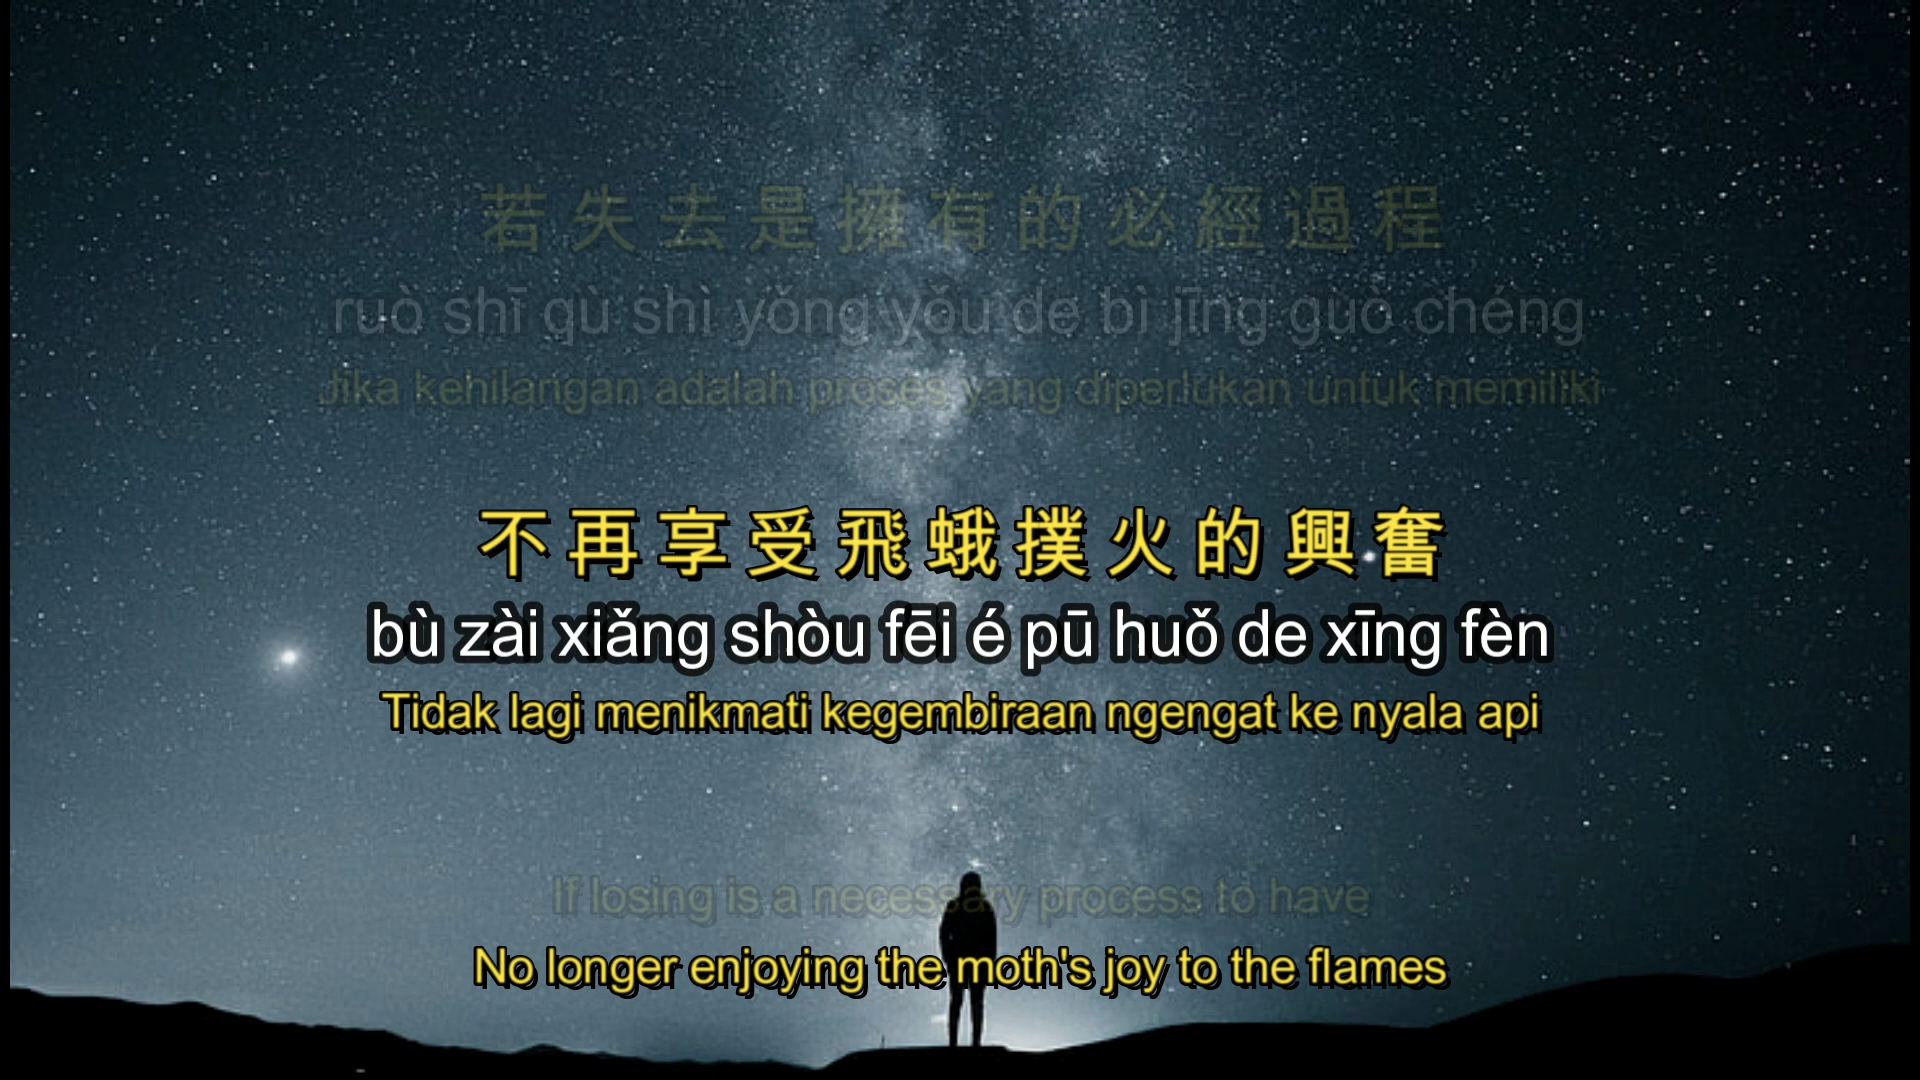 若失去是擁有的必經過程
ruò shī qù shì yǒng yǒu de bì jīng guò chéng
Jika kehilangan adalah proses yang diperlukan untuk memiliki
不再享受飛蛾撲火的興奮
bù zài xiǎng shòu fēi é pū huǒ de xīng fèn
Tidak lagi menikmati kegembiraan ngengat ke nyala api
If losing is a necessary process to have
No longer enjoying the moth's joy to the flames